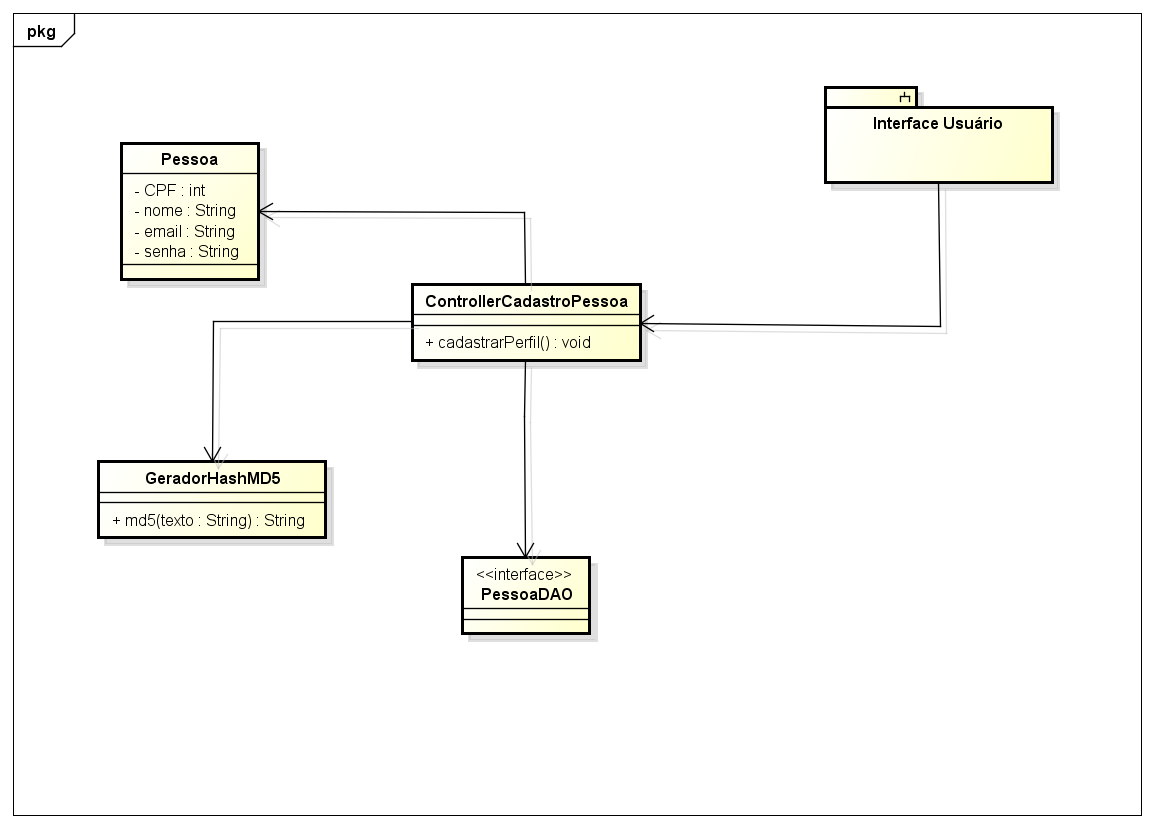 pkg
Interface Usuário
Pessoa
- CPF : int
- nome : String
- email : String
- senha : String
ControllerCadastroPessoa
+ cadastrarPerfil() : void
GeradorHashMD5
+ md5(texto : String) : String
<<interface>>
PessoaDAO